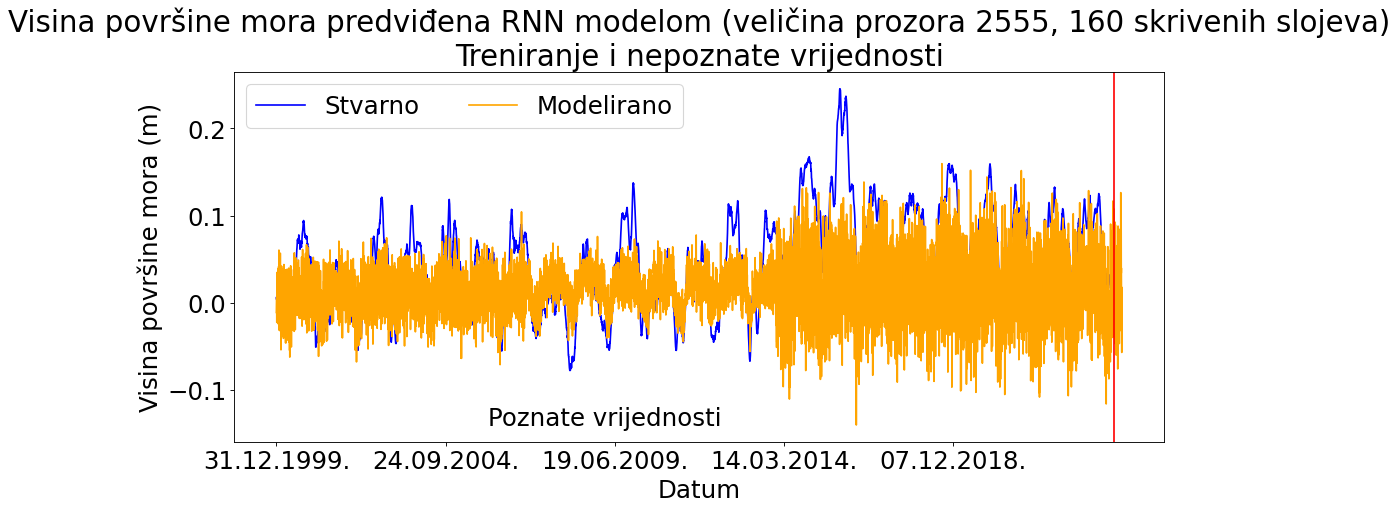 Visina površine mora predviđena RNN modelom (veličina prozora 2555, 160 skrivenih slojeva)
Treniranje i nepoznate vrijednosti
Stvarno
Modelirano
Visina površine mora (m)
0.2
0.1
0.0
−0.1
Poznate vrijednosti
31.12.1999.
24.09.2004.
19.06.2009.
14.03.2014.
07.12.2018.
Datum